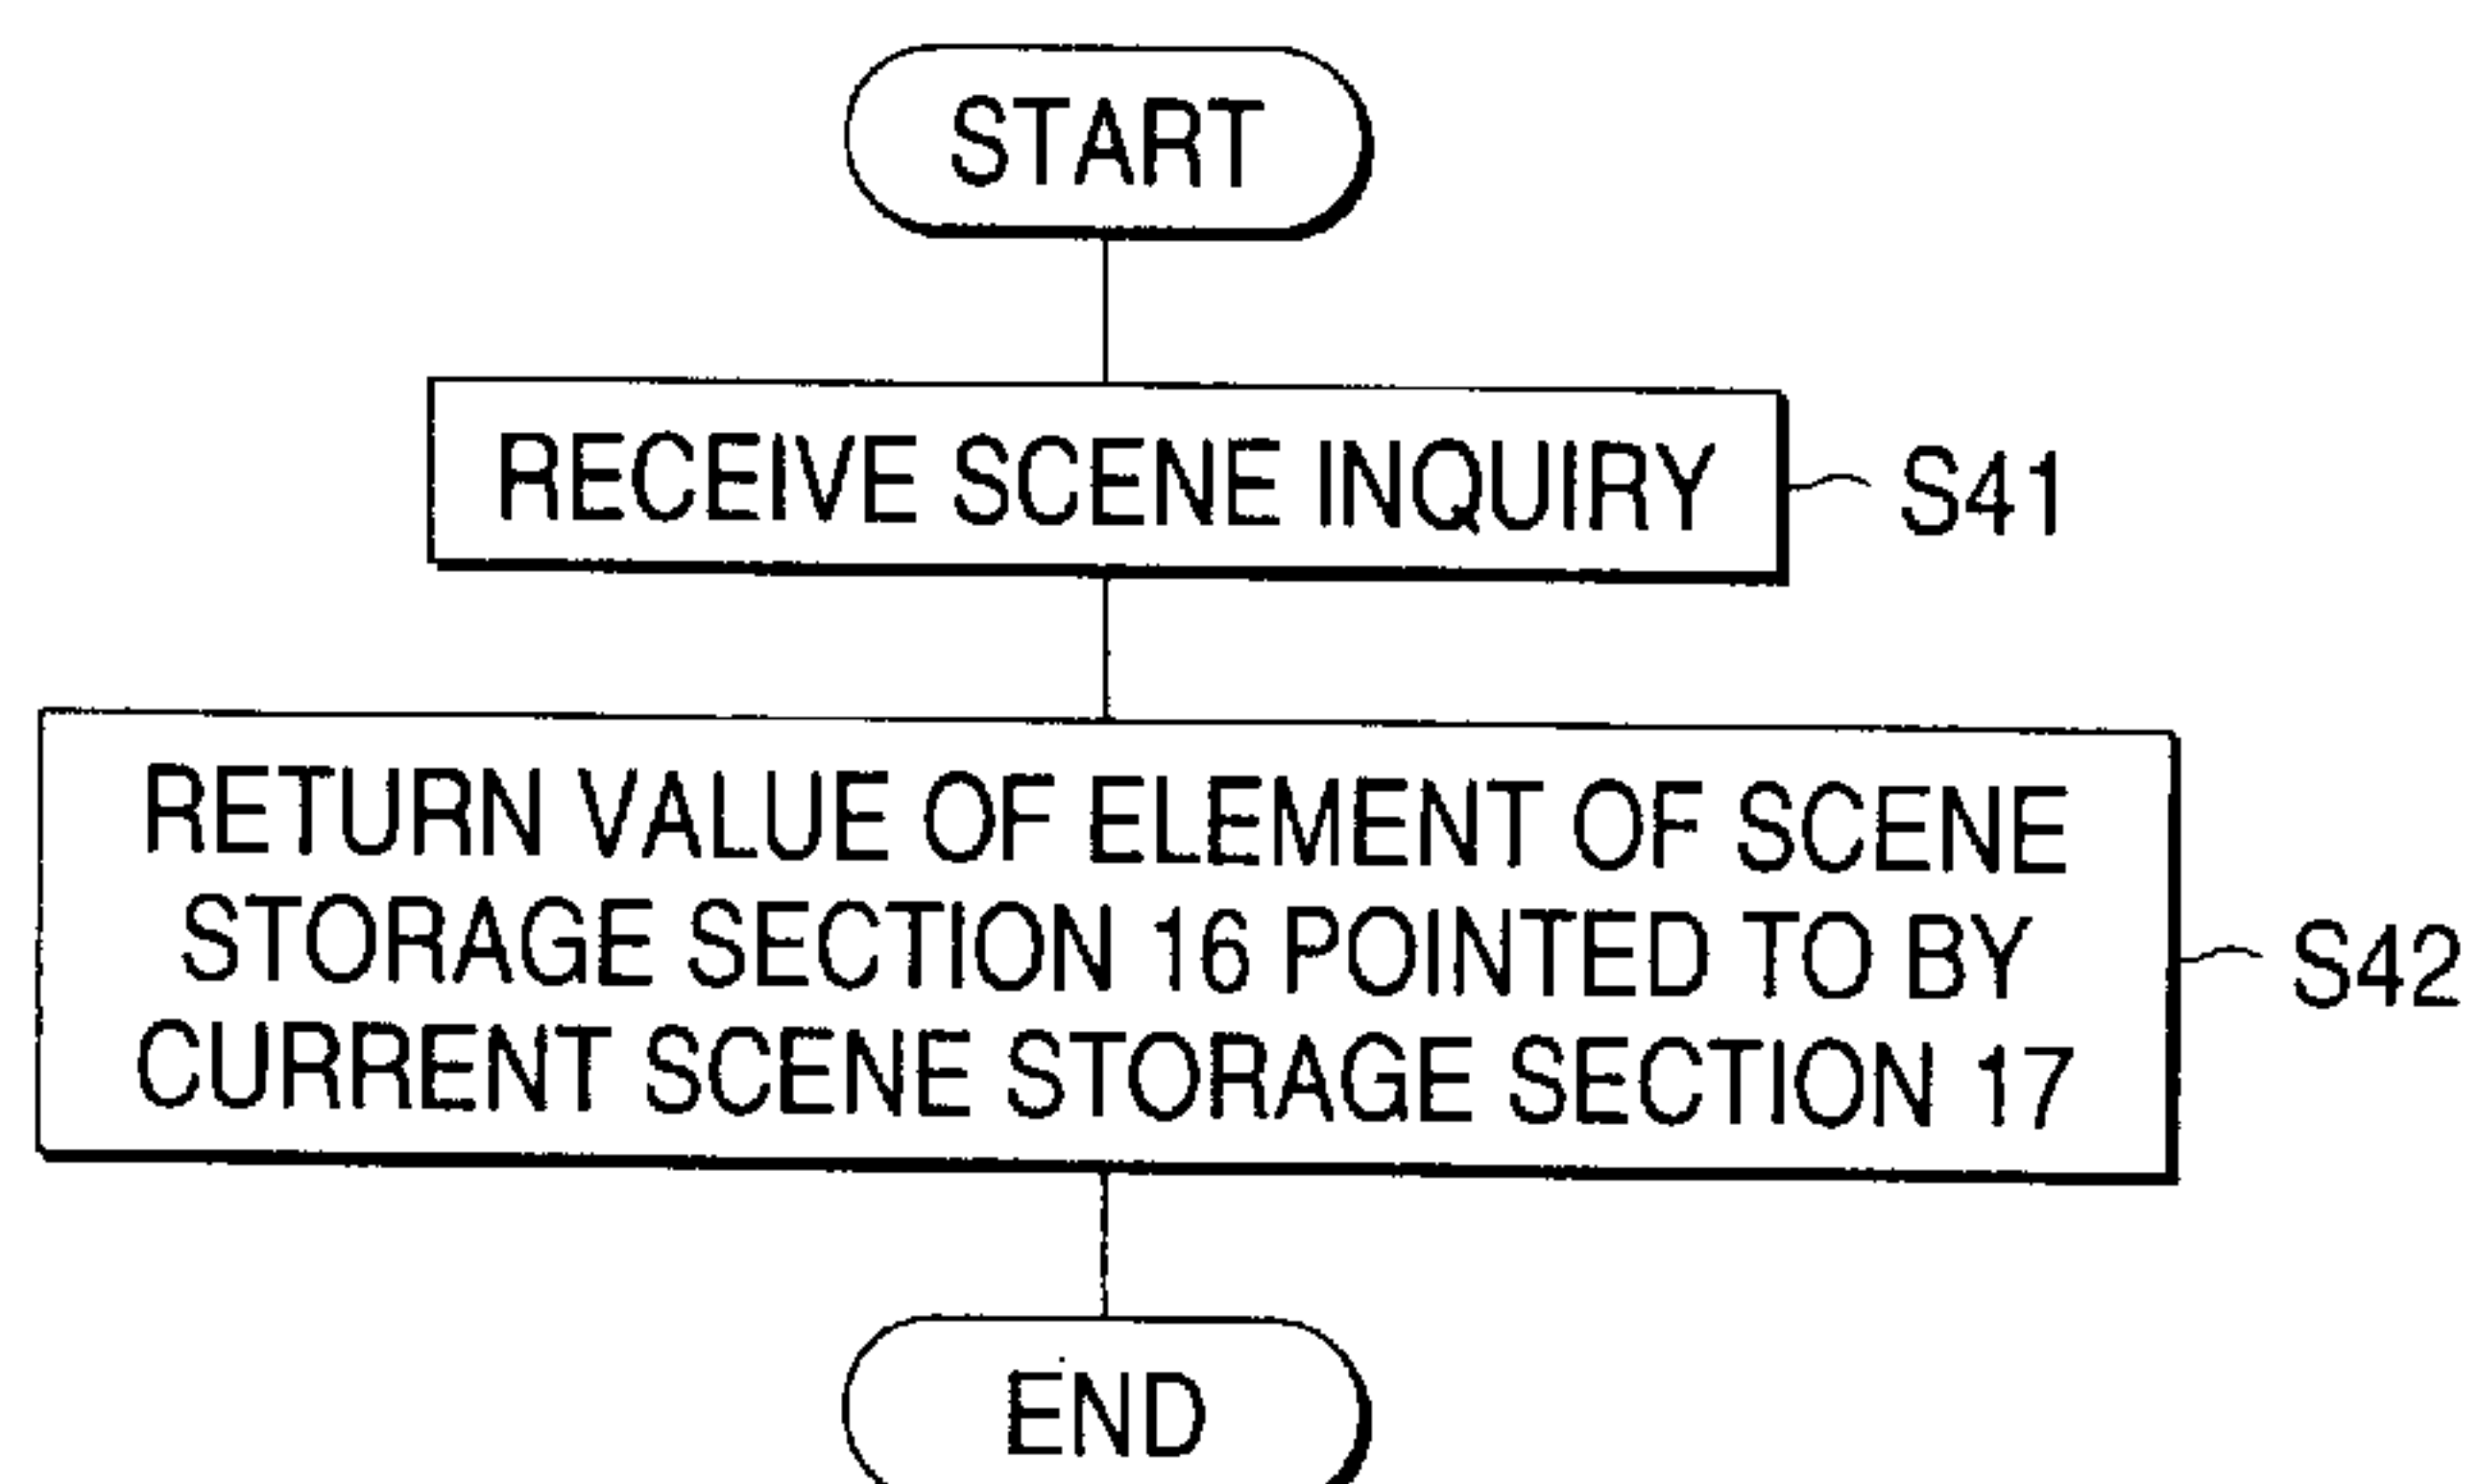 START
RECEIVE SCENE INQUIRY
S41
RETURN VALUE OF ELEMENT OF SCENE
STORAGE SECTION 16 POINTED TO BY
CURRENT SCENE STORAGE SECTION 17
S42
END